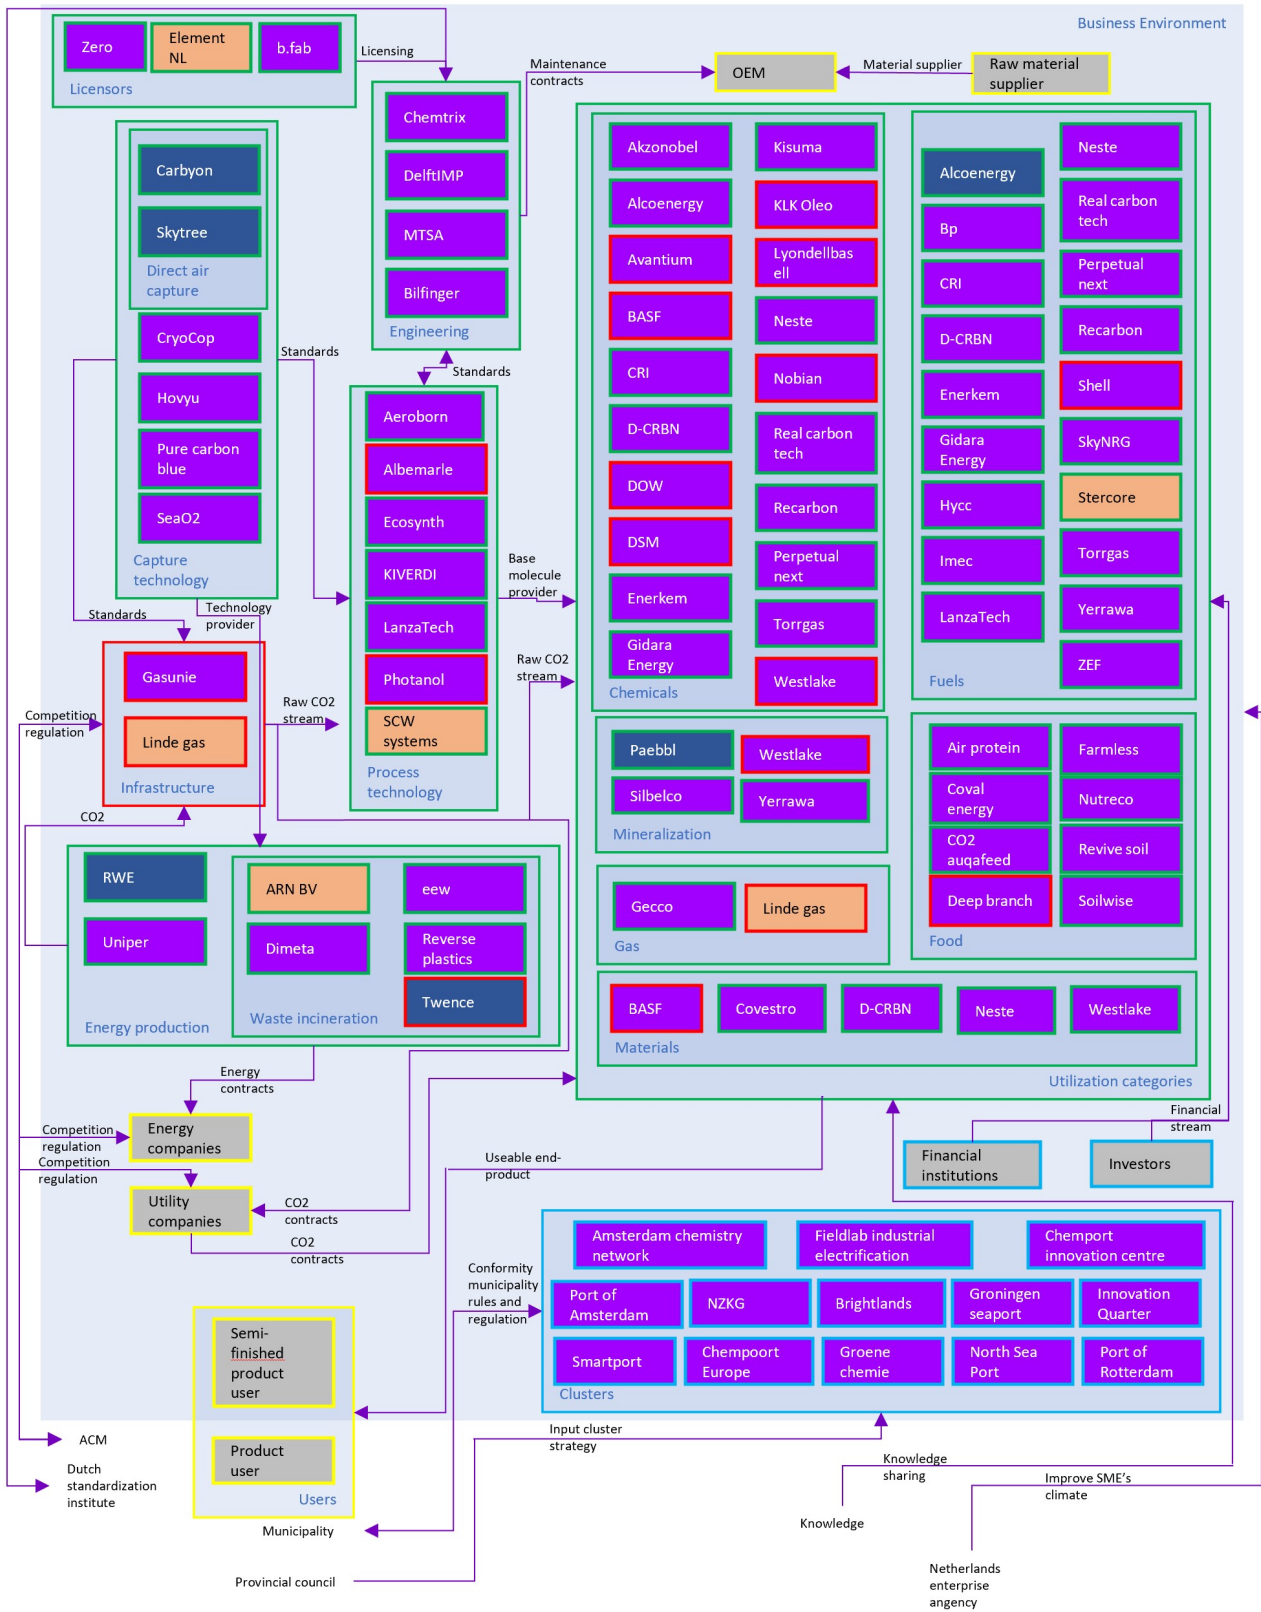 Business Environment
Zero
Element
NL
b.fab
Licensors
Licensing
Maintenance
contracts
OEM
Material supplier
Raw material
supplier
Chemtrix
DelftIMP
MTSA
Bilfinger
Engineering
Standards
Carbyon
Skytree
Direct air
capture
CryoCop
Hovyu
Pure carbon
blue
SeaO2
Capture
technology
Standards
Standards
Technology
provider
Aeroborn
Albemarle
Ecosynth
KIVERDI
LanzaTech
Photanol
SCW
systems
Process
technology
Base
molecule
provider
Raw CO2
stream
Gasunie
Linde gas
Infrastructure
Raw CO2
stream
Competition
regulation
CO2
Akzonobel
Alcoenergy
Avantium
BASF
CRI
D-CRBN
DOW
DSM
Enerkem
Gidara
Energy
Chemicals
Kisuma
KLK Oleo
Lyondellbas
ell
Neste
Nobian
Real carbon
tech
Recarbon
Perpetual
next
Torrgas
Westlake
Alcoenergy
Bp
CRI
D-CRBN
Enerkem
Gidara
Energy
Hycc
Imec
LanzaTech
Fuels
Neste
Real carbon
tech
Perpetual
next
Recarbon
Shell
SkyNRG
Stercore
Torrgas
Yerrawa
ZEF
Paebbl
Westlake
Silbelco
Yerrawa
Mineralization
Air protein
Farmless
Coval
energy
Nutreco
CO2
auqafeed
Revive soil
Deep branch
Soilwise
Food
Gecco
Linde gas
Gas
BASF
Covestro
D-CRBN
Neste
Westlake
Materials
Utilization categories
RWE
Uniper
Energy production
ARN BV
eew
Dimeta
Reverse
plastics
Twence
Waste incineration
Energy
contracts
Competition
regulation
Energy
companies
Competition
regulation
Utility
companies
CO2
contracts
CO2
contracts
Useable end-
product
Financial
stream
Financial
institutions
Investors
Conformity
municipality
rules and
regulation
Amsterdam chemistry
network
Fieldlab industrial
electrification
Chemport
innovation centre
Port of
Amsterdam
NZKG
Brightlands
Groningen
seaport
Innovation
Quarter
Smartport
Chempoort
Europe
Groene
chemie
North Sea
Port
Port of
Rotterdam
Clusters
Semi-
finished
product
user
Product
user
Users
ACM
Dutch
standardization
institute
Municipality
Provincial council
Input cluster
strategy
Knowledge
sharing
Knowledge
Improve SME's
climate
Netherlands
enterprise
angency